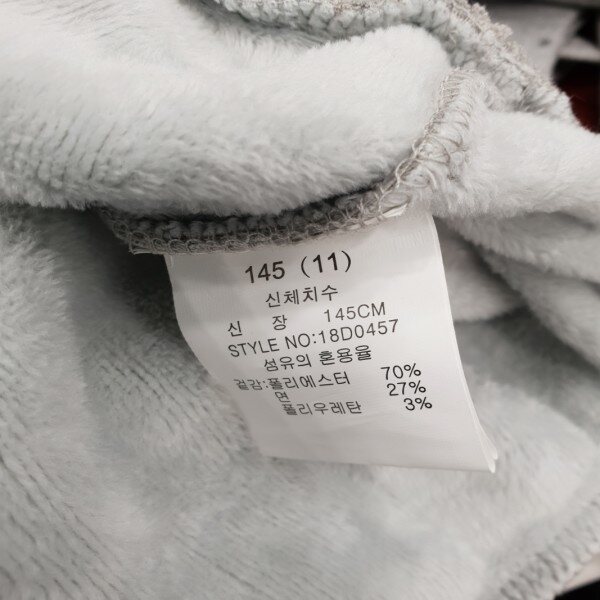 145 (11)
신체치수
신 장 145CM
STYLE NO:18D0457
섬유의 혼용율
겉감:폴리에스터 70%
면 27%
폴리우레탄 3%